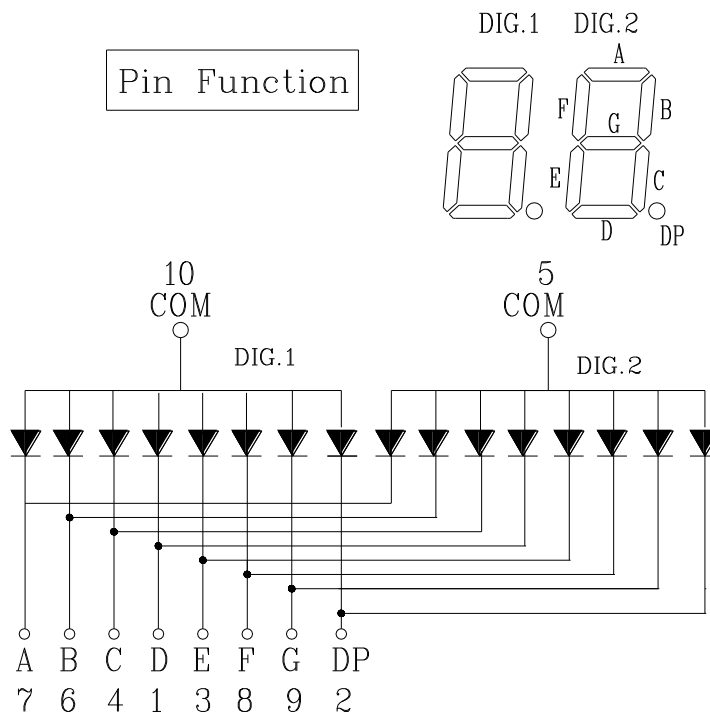 DIG.1 DIG.2
Pin Function
A
F B
G
E C
D
DP
10 5
COM COM
DIG.1 DIG.2
A B C D E F G DP
7 6 4 1 3 8 9 2